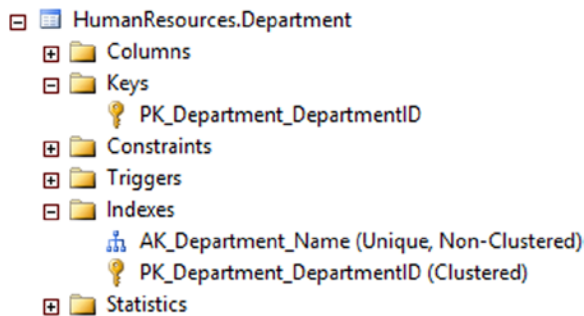 HumanResources.Department
Columns
Keys
PK_Department_DepartmentID
Constraints
Triggers
Indexes
AK_Department_Name (Unique, Non-Clustered)
PK_Department_DepartmentID (Clustered)
Statistics